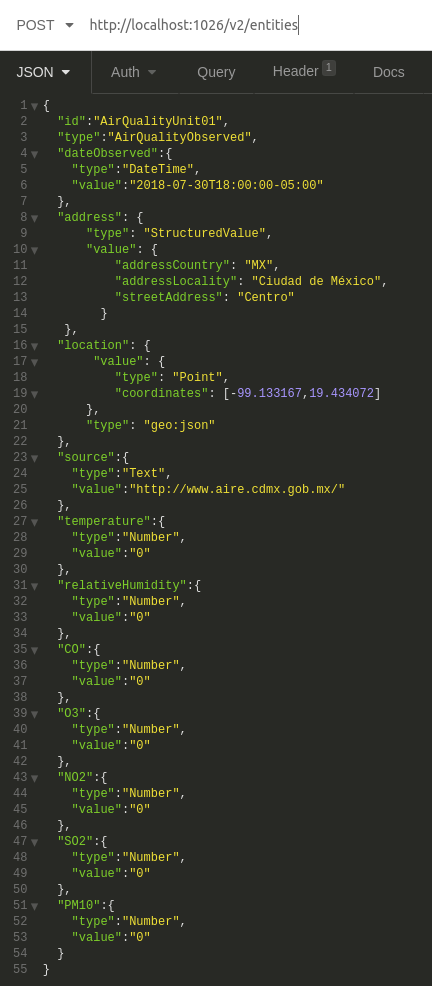 POST http://localhost:1026/v2/entities
JSON Auth Query Header 1 Docs
1 {
2 "id":"AirQualityUnit01",
3 "type":"AirQualityObserved",
4 "dateObserved":{
5 "type":"DateTime",
6 "value":"2018-07-30T18:00:00-05:00"
7 },
8 "address": {
9 "type": "StructuredValue",
10 "value": {
11 "addressCountry": "MX",
12 "addressLocality": "Ciudad de México",
13 "streetAddress": "Centro"
14 }
15 },
16 "location": {
17 "value": {
18 "type": "Point",
19 "coordinates": [-99.133167,19.434072]
20 },
21 "type": "geo:json"
22 },
23 "source":{
24 "type":"Text",
25 "value":"http://www.aire.cdmx.gob.mx/"
26 },
27 "temperature":{
28 "type":"Number",
29 "value":"0"
30 },
31 "relativeHumidity":{
32 "type":"Number",
33 "value":"0"
34 },
35 "CO":{
36 "type":"Number",
37 "value":"0"
38 },
39 "O3":{
40 "type":"Number",
41 "value":"0"
42 },
43 "NO2":{
44 "type":"Number",
45 "value":"0"
46 },
47 "SO2":{
48 "type":"Number",
49 "value":"0"
50 },
51 "PM10":{
52 "type":"Number",
53 "value":"0"
54 }
55 }